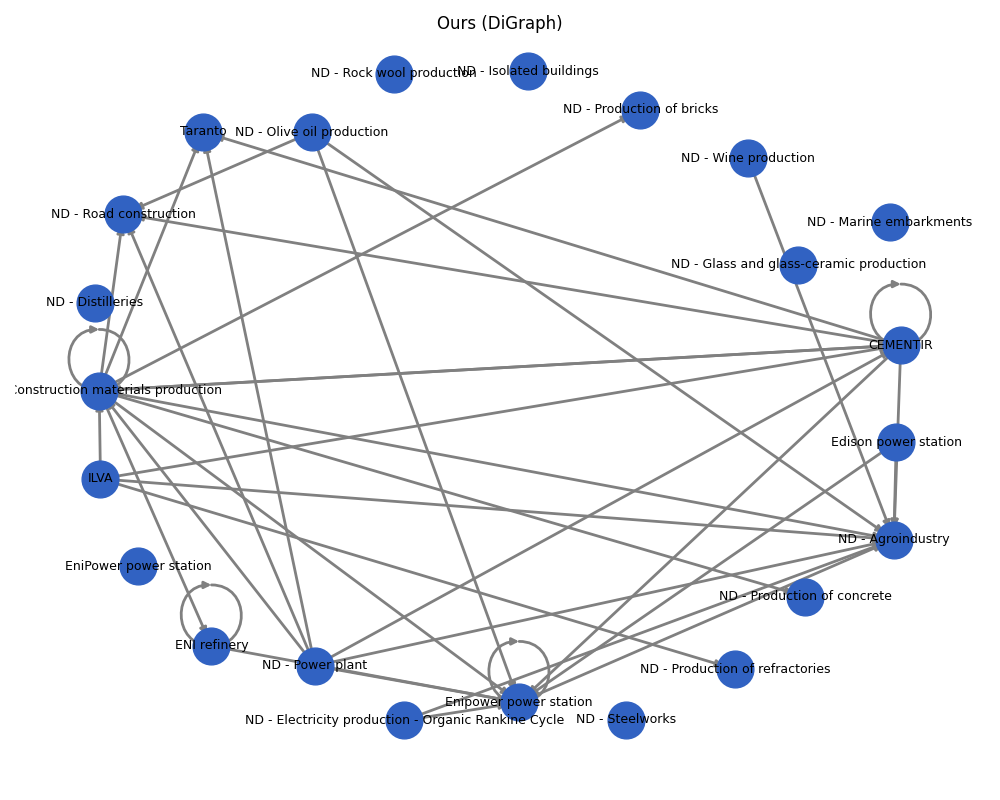 Ours (DiGraph)
ND - Rock wool production
ND - Isolated buildings
ND - Production of bricks
Taranto
ND - Olive oil production
ND - Wine production
ND - Road construction
ND - Marine embarkments
ND - Glass and glass-ceramic production
ND - Distilleries
CEMENTIR
Construction materials production
Edison power station
ILVA
ND - Agroindustry
EniPower power station
ND - Production of concrete
ENI refinery
ND - Power plant
ND - Production of refractories
Enipower power station
ND - Electricity production - Organic Rankine Cycle
ND - Steelworks